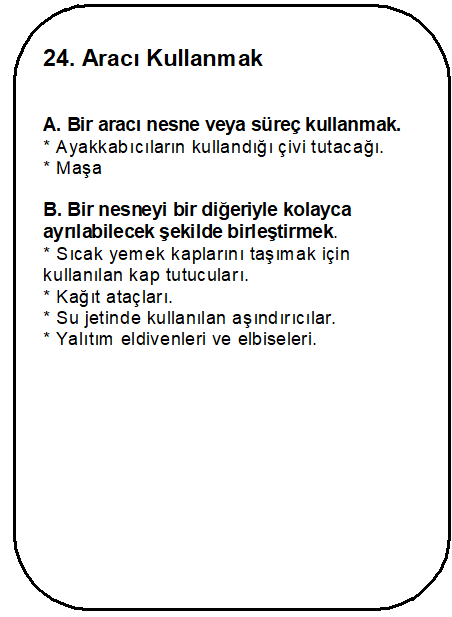 24. Aracı Kullanmak
A. Bir aracı nesne veya süreç kullanmak.
* Ayakkabıcıların kullandığı çivi tutacağı.
* Maşa
B. Bir nesneyi bir diğeriyle kolayca
ayrılabilecek şekilde birleştirmek.
* Sıcak yemek kaplarını taşımak için
kullanılan kap tutucuları.
* Kağıt ataçları.
* Su jetinde kullanılan aşındırıcılar.
* Yalıtım eldivenleri ve elbiseleri.